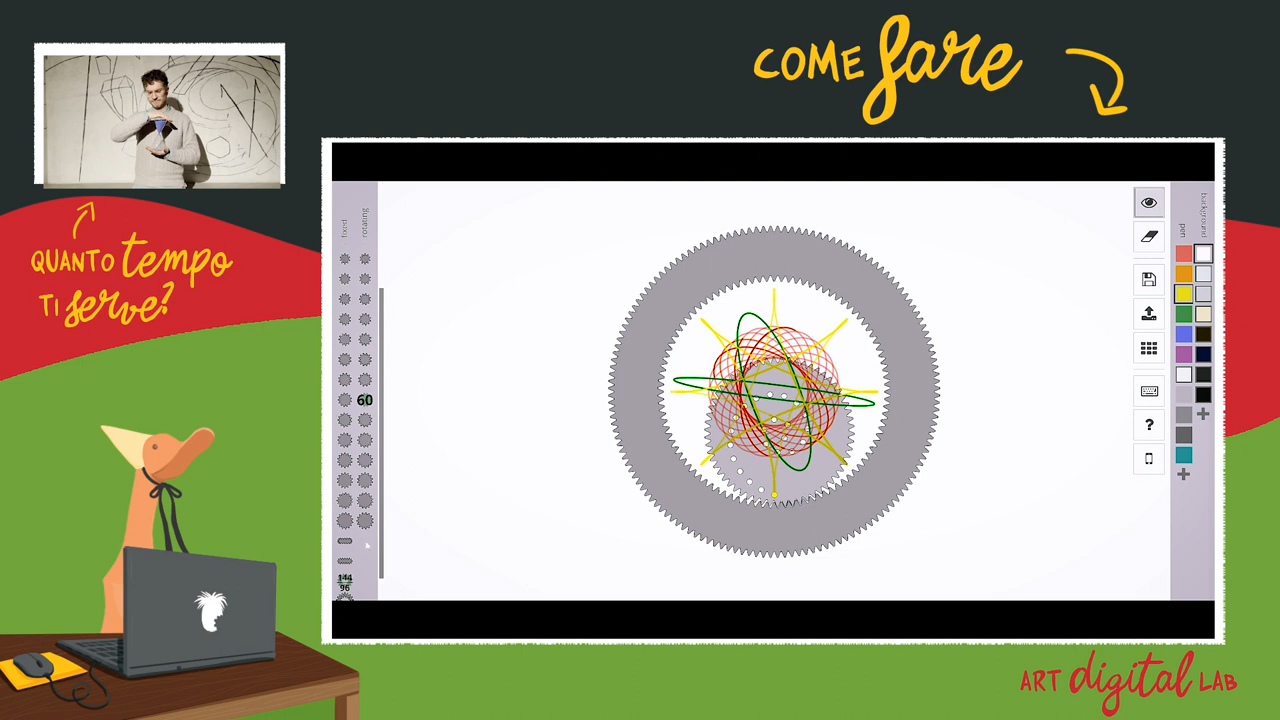 COME fare
QUANTO tempo
TI serve?
fixed
rotating
60
144
96
background
pen
?
ART digital LAB